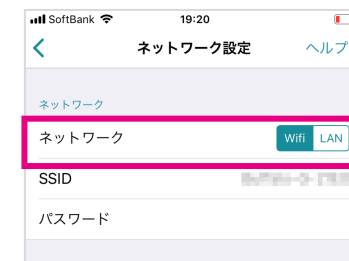 SoftBank 19:20
ネットワーク設定 ヘルプ
ネットワーク
ネットワーク Wifi LAN
SSID
パスワード